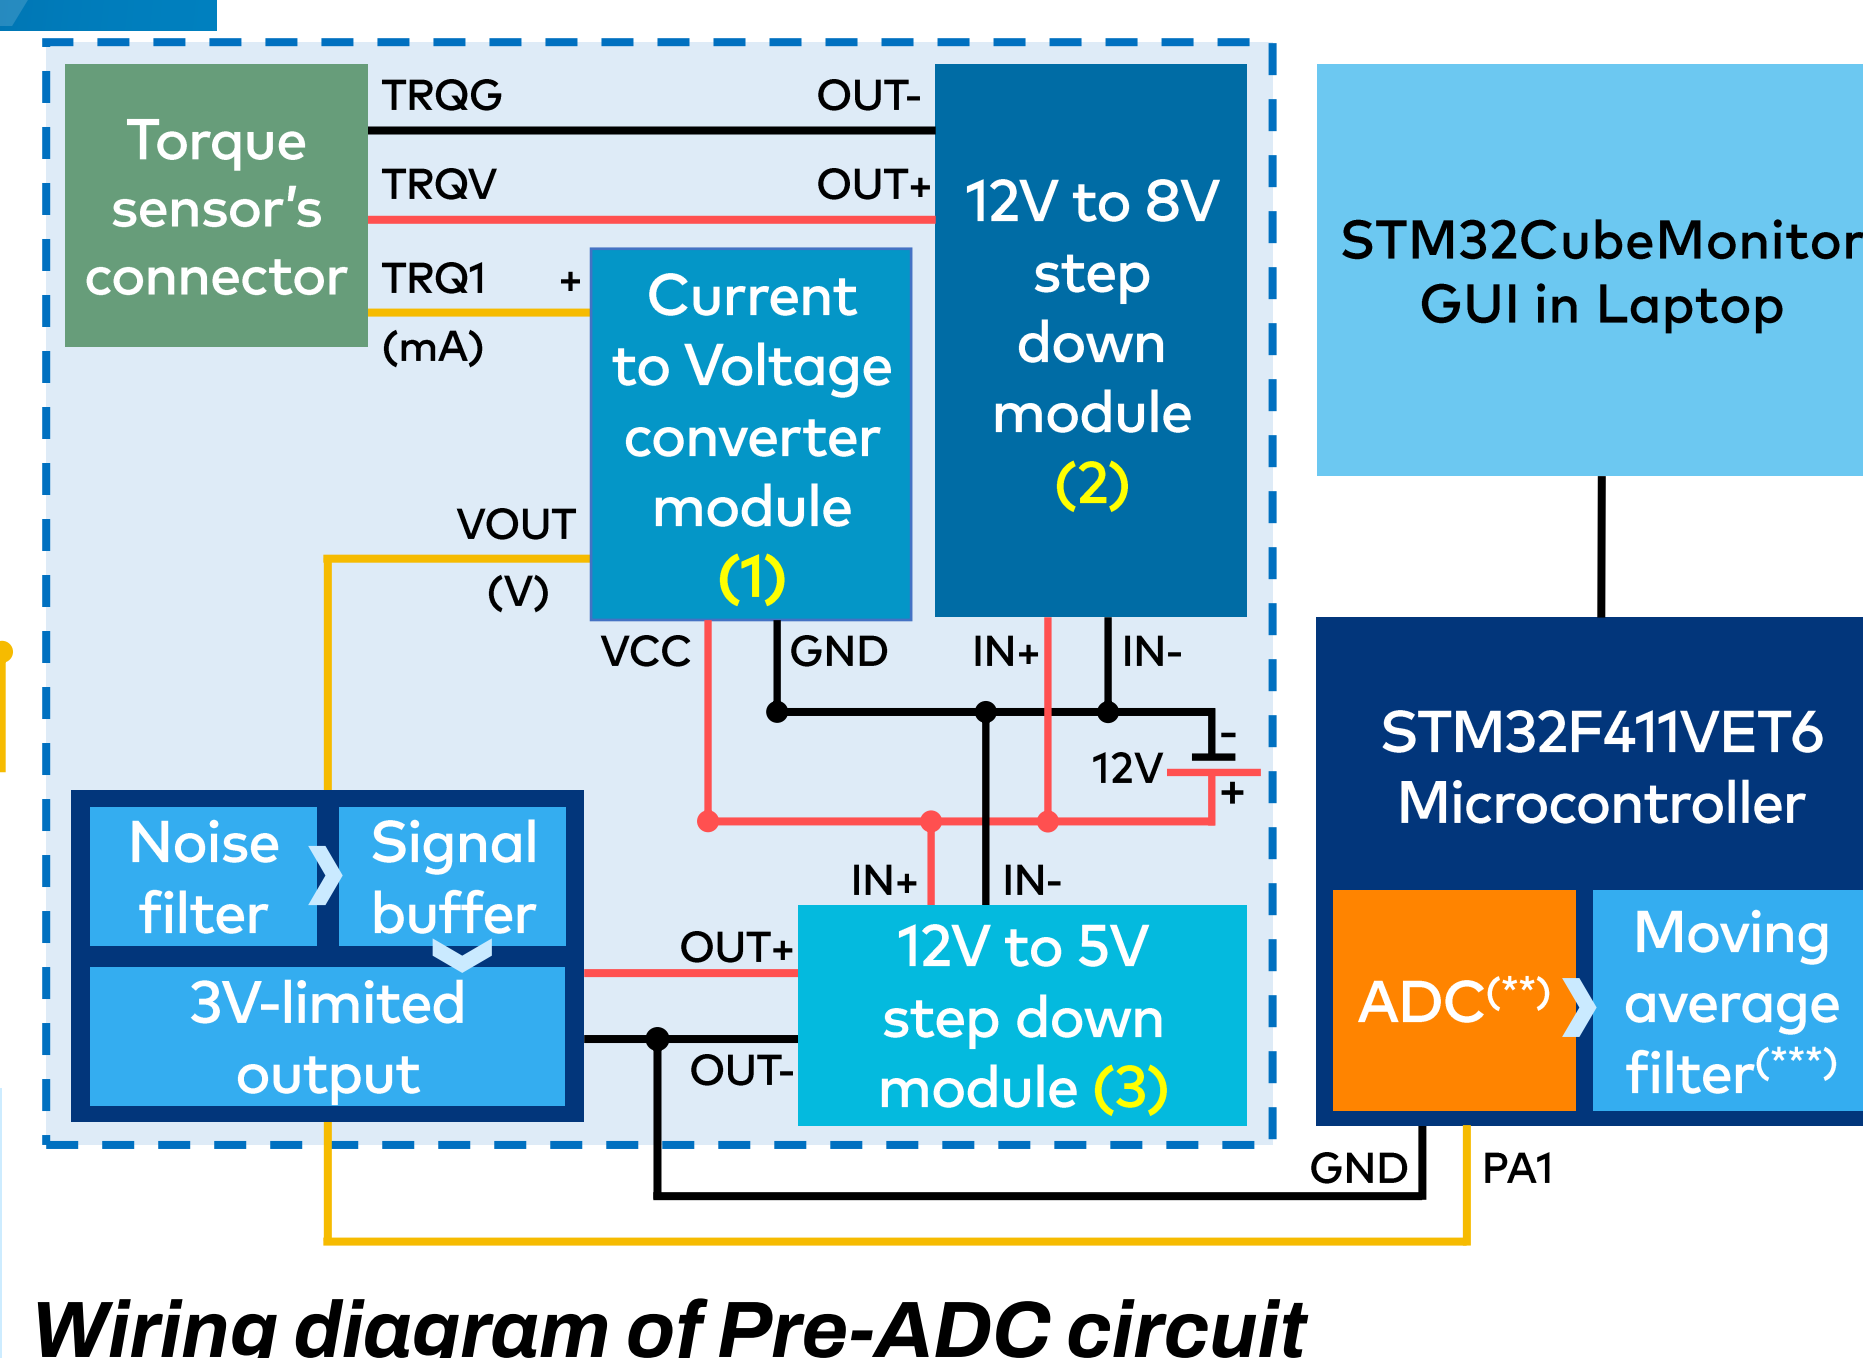 TRQG
OUT-
Torque
sensor’s
connector
TRQV
OUT+
TRQ1
+
(mA)
Current
to Voltage
converter
module
(1)
12V to 8V
step
down
module
(2)
STM32CubeMonitor
GUI in Laptop
VOUT
(V)
VCC
GND
IN+
IN-
-
12V
+
STM32F411VET6
Microcontroller
Noise
filter
Signal
buffer
3V-limited
output
IN+
IN-
OUT+
OUT-
12V to 5V
step down
module (3)
ADC(**)
Moving
average
filter(***)
GND
PA1
Wiring diagram of Pre-ADC circuit